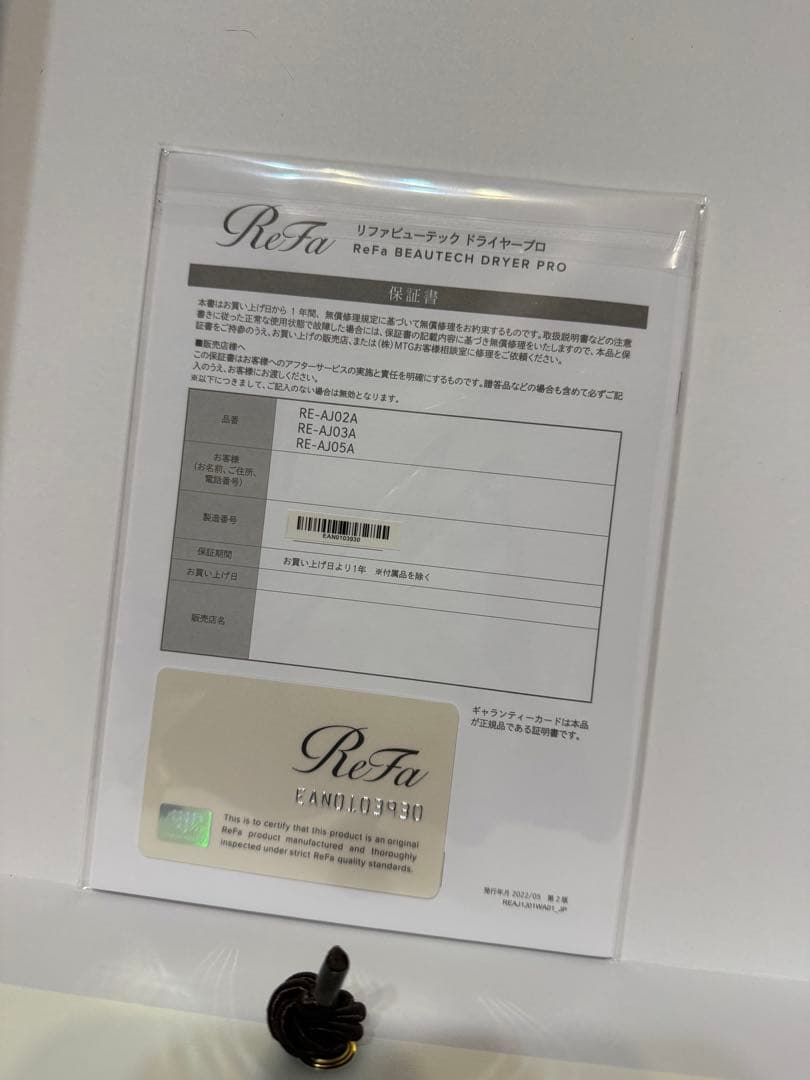 ReFa
リファビューテック ドライヤープロ
ReFa BEAUTECH DRYER PRO
保証書
本書はお買い上げ日から 1 年間、無償修理規定に基づいて無償修理をお約束するものです。取扱説明書などの注意
書きに従った正常な使用状態で故障した場合には、保証書の記載内容に基づき無償修理をいたしますので、本品と保
証書をご持参のうえ、お買い上げの販売店、または(株)MTGお客様相談室に修理をご依頼ください。
■販売店様へ
この保証書はお客様へのアフターサービスの実施と責任を明確にするものです。贈答品などの場合も含めて必ずご記
入のうえ、お客様にお渡しください。
※以下につきまして、ご記入のない場合は無効となります。
品番
RE-AJ02A
RE-AJ03A
RE-AJ05A
お客様
(お名前、ご住所、
電話番号)
製造番号
EAN0103930
保証期間
お買い上げ日より1年 ※付属品を除く
お買い上げ日
販売店名
ギャランティーカードは本品
が正規品である証明書です。
ReFa
EAN0103930
This is to certify that this product is an original
ReFa product manufactured and thoroughly
inspected under strict ReFa quality standards.
発行年月 2022/05 第2版
REAJ1J01WA01_JP